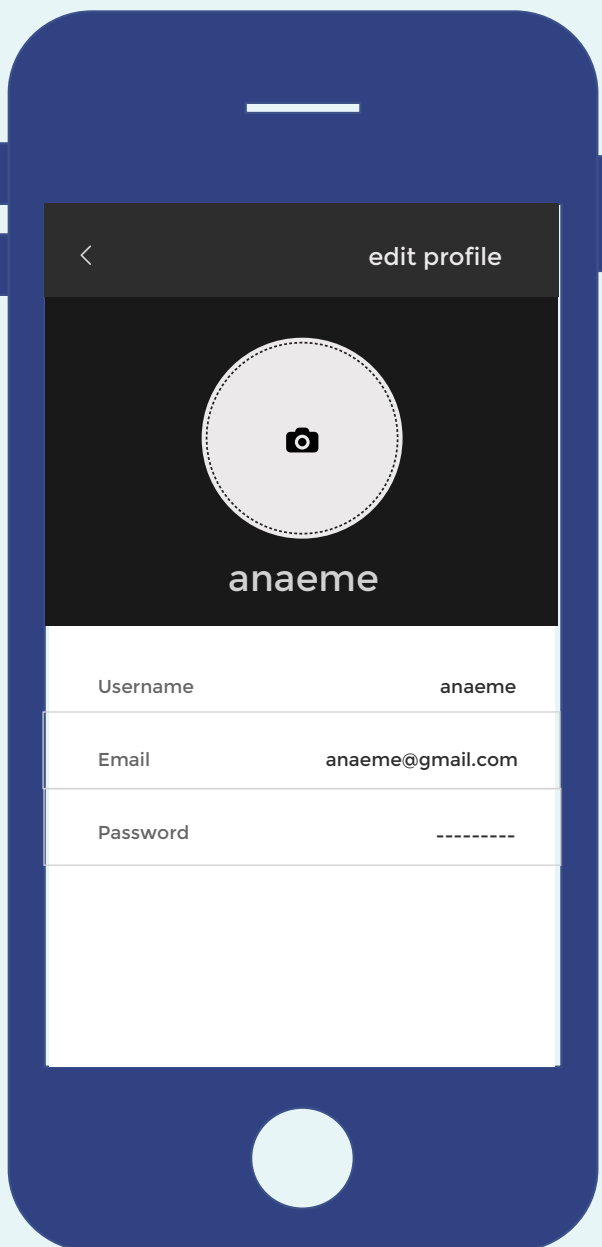 edit profile
anaeme
Username anaeme
Email anaeme@gmail.com
Password ---------